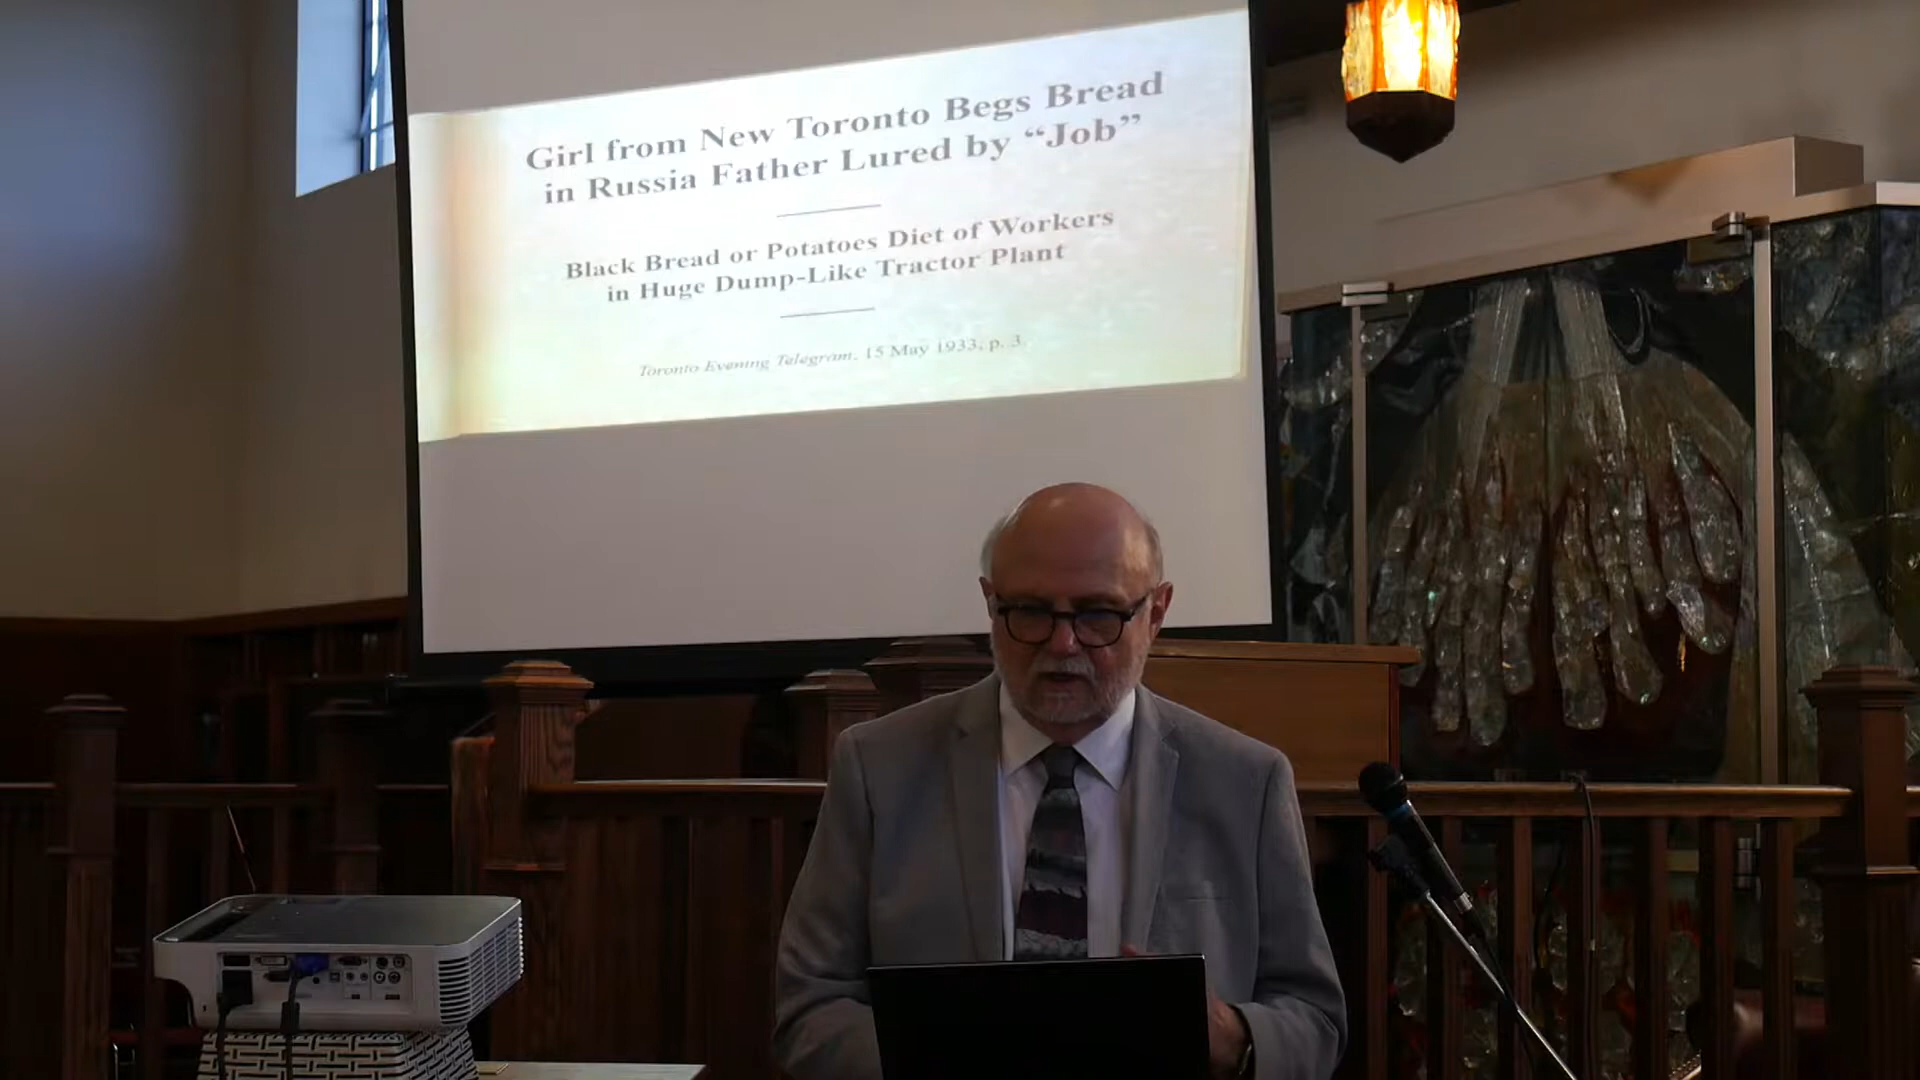 Girl from New Toronto Begs Bread
in Russia Father Lured by “Job”
Black Bread or Potatoes Diet of Workers
in Huge Dump-Like Tractor Plant
Toronto Evening Telegram, 15 May 1933, p. 3.